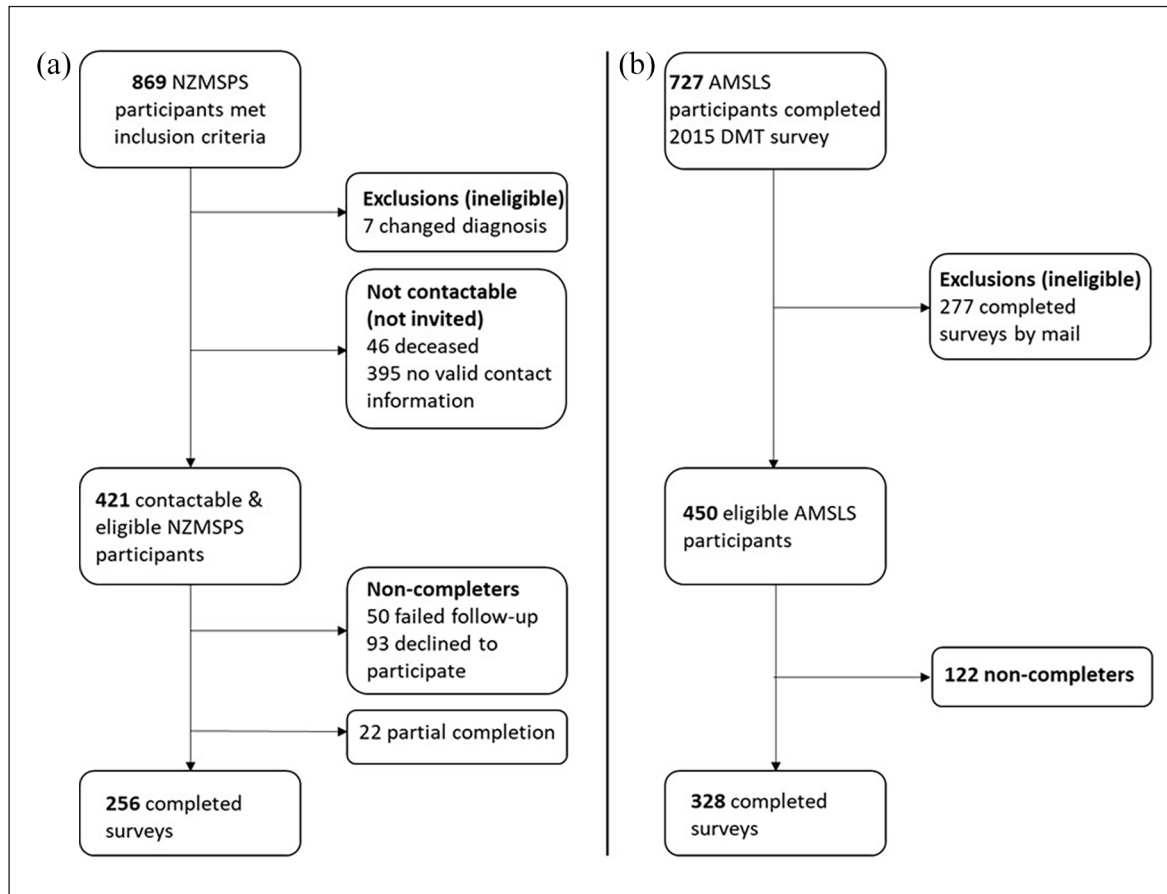 (a)
869 NZMSPS
participants met
inclusion criteria
Exclusions (ineligible)
7 changed diagnosis
Not contactable
(not invited)
46 deceased
395 no valid contact
information
421 contactable &
eligible NZMSPS
participants
Non-completers
50 failed follow-up
93 declined to
participate
22 partial completion
256 completed
surveys
(b)
727 AMSLS
participants completed
2015 DMT survey
Exclusions (ineligible)
277 completed
surveys by mail
450 eligible AMSLS
participants
122 non-completers
328 completed
surveys